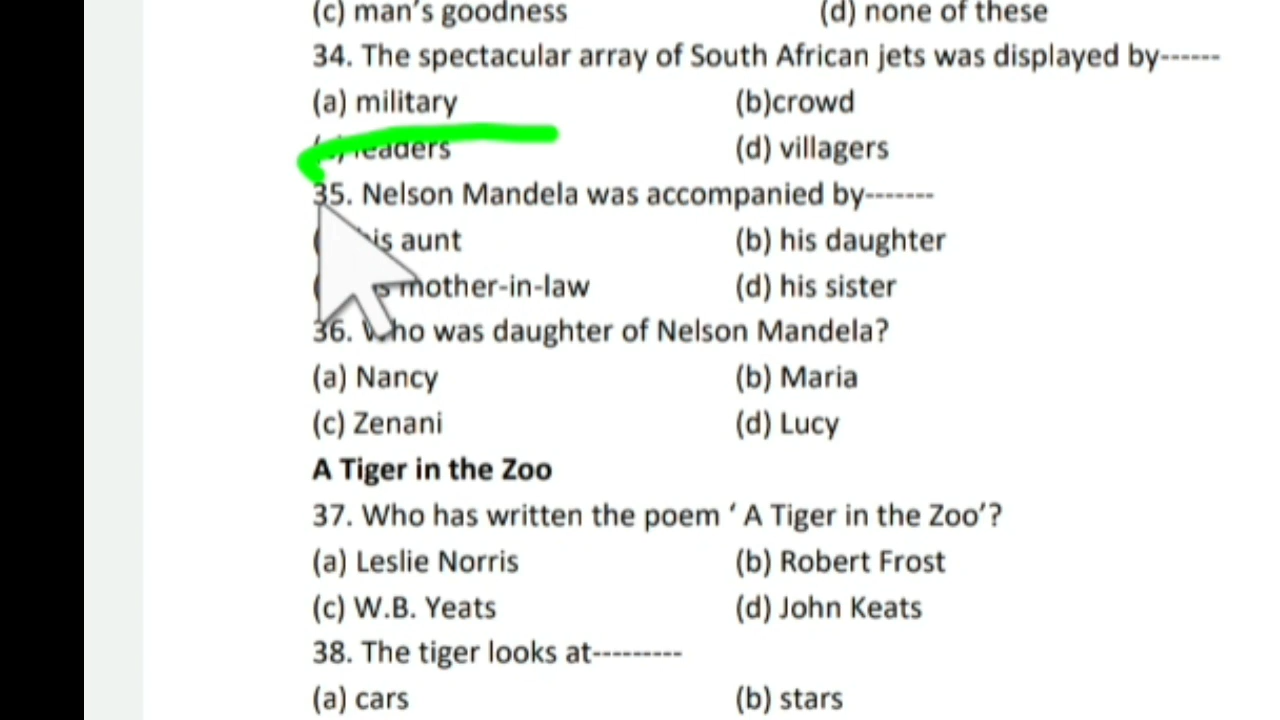 (c) man's goodness (d) none of these
34. The spectacular array of South African jets was displayed by------
(a) military (b)crowd
leaders (d) villagers
35. Nelson Mandela was accompanied by-------
his aunt (b) his daughter
mother-in-law (d) his sister
36. Who was daughter of Nelson Mandela?
(a) Nancy (b) Maria
(c) Zenani (d) Lucy
A Tiger in the Zoo
37. Who has written the poem ‘ A Tiger in the Zoo’?
(a) Leslie Norris (b) Robert Frost
(c) W.B. Yeats (d) John Keats
38. The tiger looks at---------
(a) cars (b) stars